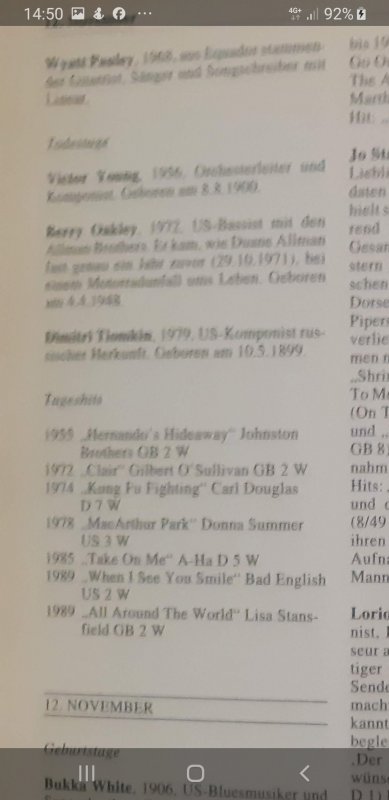 14:50 4G+ 92%
Wyatt 1968, aus Equador stammen-
der Sänger und Songschreiber mit
Todestage
Victor Young, 1956, Orchesterleiter und
Komponist. Geboren am 8.8.1900.
Berry Oakley, 1972, US-Bassist mit den
Allman Brothers. Er kam, wie Duane Allman
fast genau ein Jahr zuvor (29.10.1971), bei
einem Motorradunfall ums Leben. Geboren
am 4.4.1948.
Dimitri Tiomkin, 1979, US-Komponist rus-
sischer Herkunft. Geboren am 10.5.1899.
Tageshits
1955 „Hernando's Hideaway“ Johnston
Brothers GB 2 W
1972 „Clair“ Gilbert O'Sullivan GB 2 W
1974 „Kung Fu Fighting“ Carl Douglas
D 7 W
1978 „MacArthur Park“ Donna Summer
US 3 W
1985 „Take On Me“ A-Ha D 5 W
1989 „When I See You Smile“ Bad English
US 2 W
1989 „All Around The World“ Lisa Stans-
field GB 2 W
12. NOVEMBER
Geburtstage
Bukka White, 1906, US-Bluesmusiker und
bis 19
Go O
The A
Marth
Hit: „
Jo Sta
Liebli
daten
hielt s
rend
Gesan
stern
schen
Dorse
Piper
verlie
men n
„Shri
To Me
(On T
und „
GB 8)
nahm
Hits: „
und c
(8/49
ihren
Aufna
Mann
Lorio
nist, 
seur a
tiger
Sende
mach
kannt
begle
„Der
wünsc
D 1)